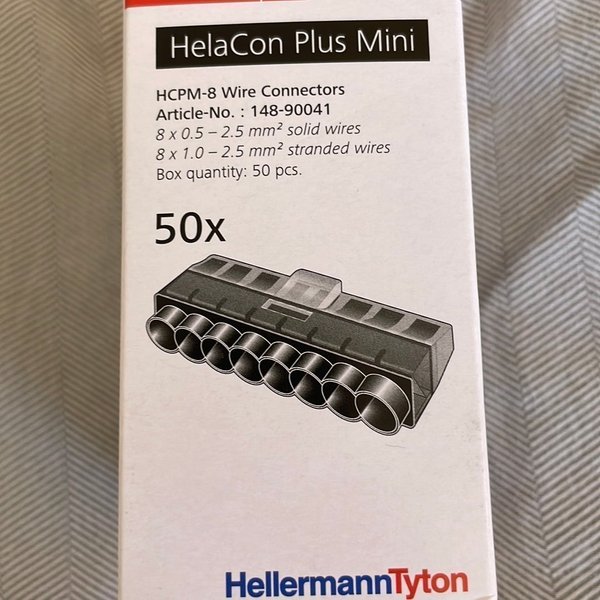 HelaCon Plus Mini
HCPM-8 Wire Connectors
Article-No. : 148-90041
8 x 0.5 – 2.5 mm² solid wires
8 x 1.0 – 2.5 mm² stranded wires
Box quantity: 50 pcs.
50x
HellermannTyton